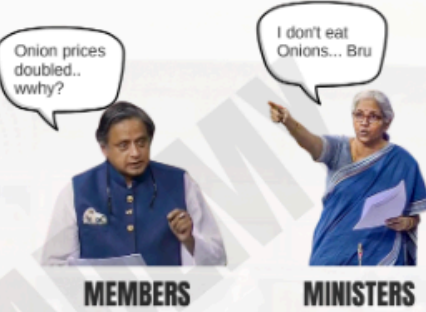 Onion prices
doubled..
wwhy?
I don't eat
Onions... Bru
MEMBERS
MINISTERS